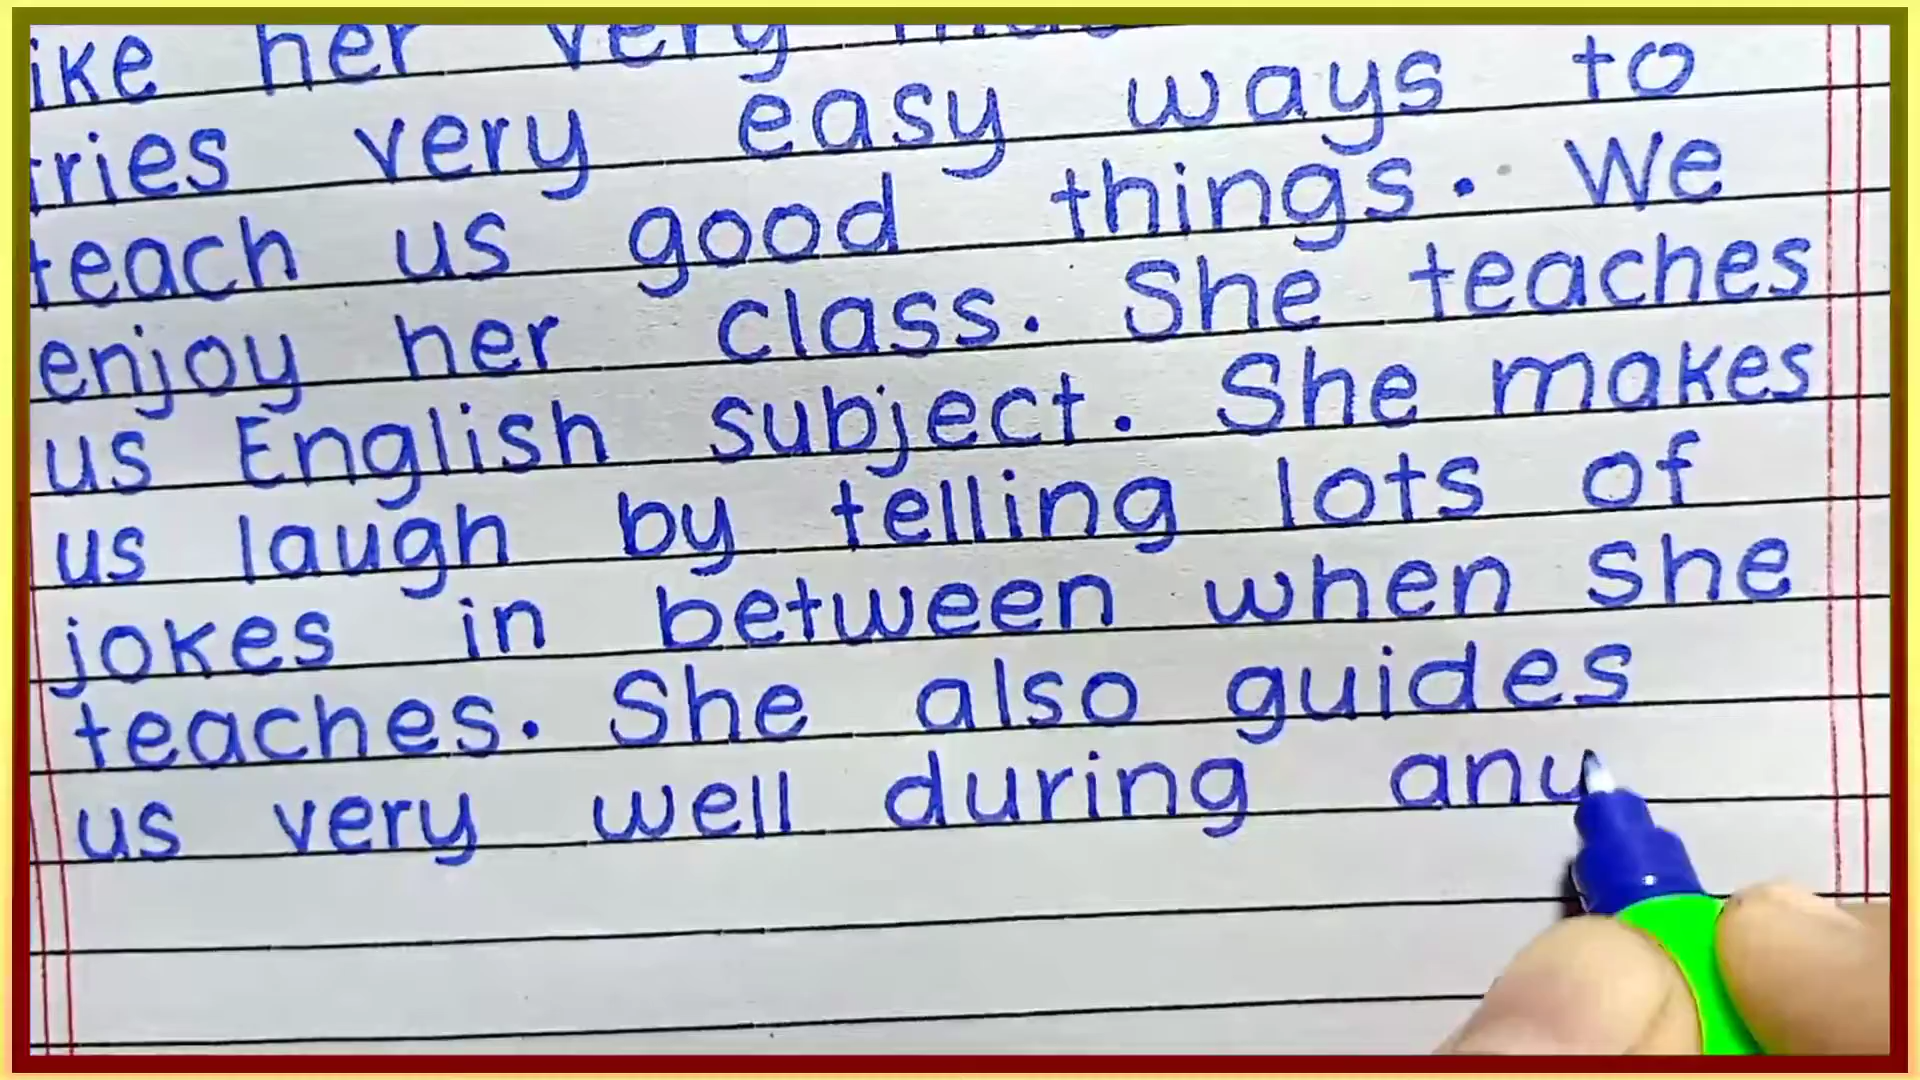 ike her very
tries very easy ways to
teach us good things. We
enjoy her class. She teaches
us English subject. She makes
us laugh by telling lots of
jokes in between when she
teaches. She also guides
us very well during any